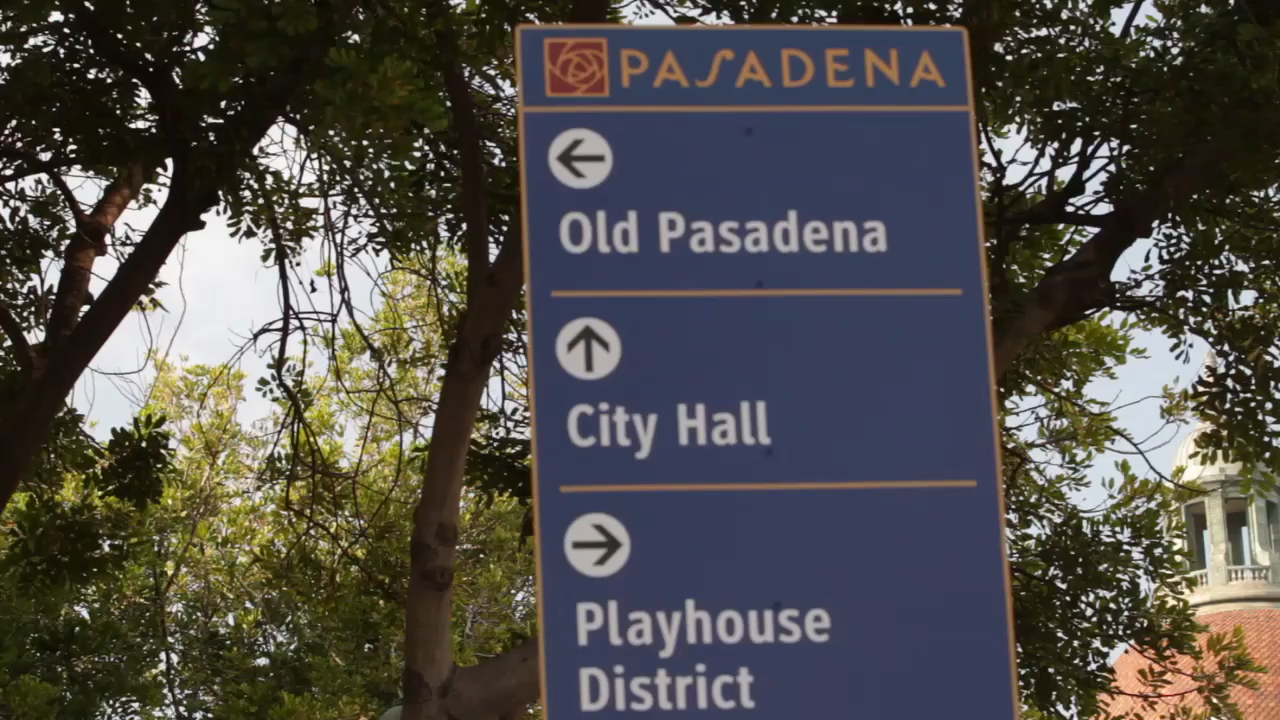 PASADENA
Old Pasadena
City Hall
Playhouse
District